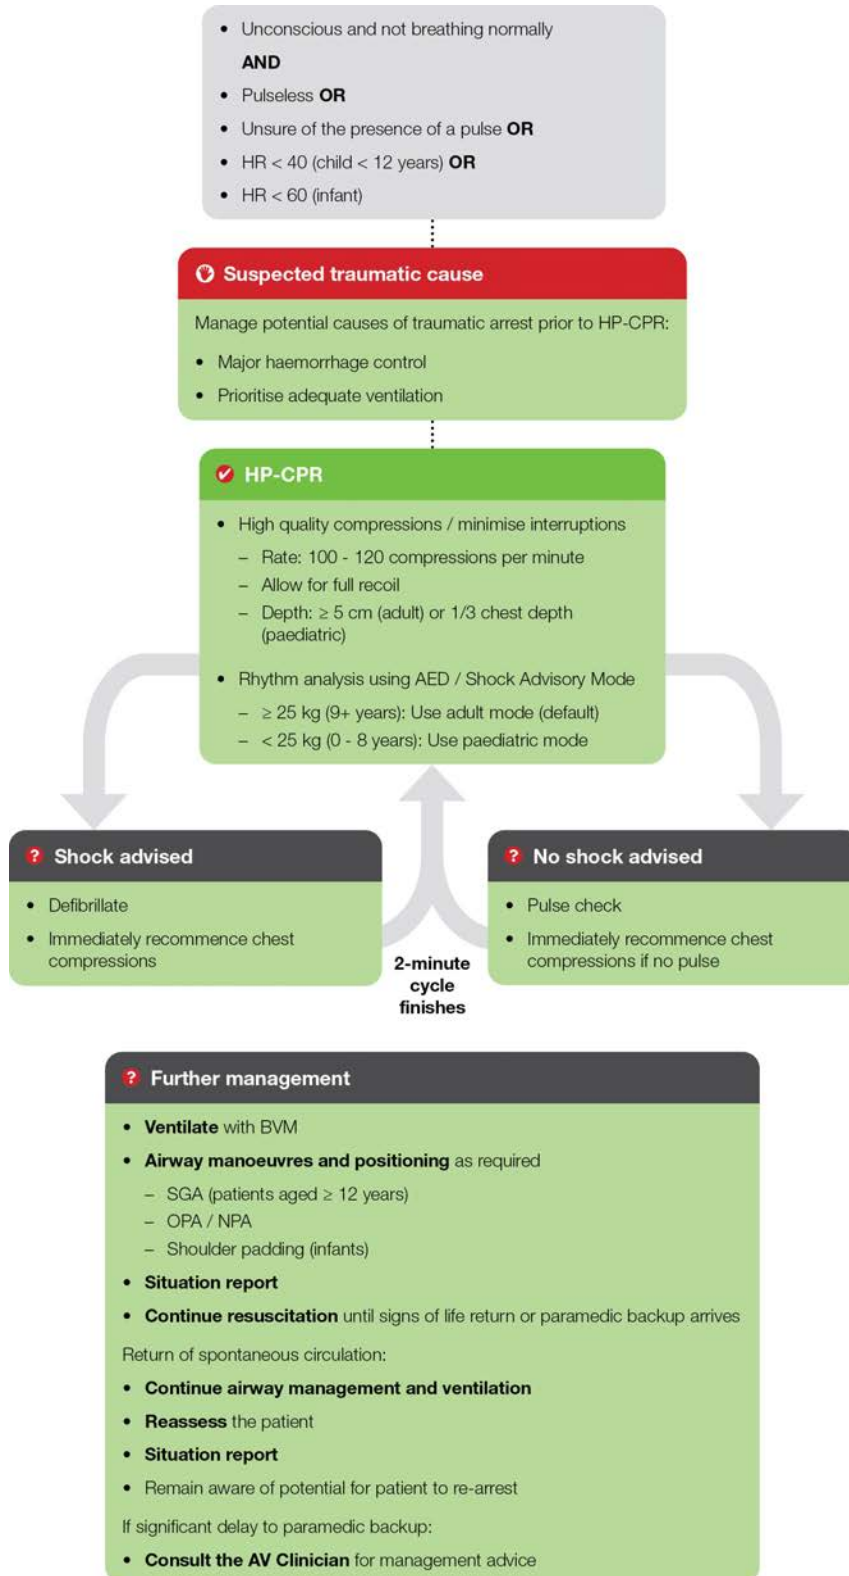 • Unconscious and not breathing normally
AND
• Pulseless OR
• Unsure of the presence of a pulse OR
• HR < 40 (child < 12 years) OR
• HR < 60 (infant)
Suspected traumatic cause
Manage potential causes of traumatic arrest prior to HP-CPR:
• Major haemorrhage control
• Prioritise adequate ventilation
HP-CPR
• High quality compressions / minimise interruptions
– Rate: 100 - 120 compressions per minute
– Allow for full recoil
– Depth: ≥ 5 cm (adult) or 1/3 chest depth
(paediatric)
• Rhythm analysis using AED / Shock Advisory Mode
– ≥ 25 kg (9+ years): Use adult mode (default)
– < 25 kg (0 - 8 years): Use paediatric mode
? Shock advised
• Defibrillate
• Immediately recommence chest
compressions
? No shock advised
• Pulse check
• Immediately recommence chest
compressions if no pulse
2-minute
cycle
finishes
? Further management
• Ventilate with BVM
• Airway manoeuvres and positioning as required
– SGA (patients aged ≥ 12 years)
– OPA / NPA
– Shoulder padding (infants)
• Situation report
• Continue resuscitation until signs of life return or paramedic backup arrives
Return of spontaneous circulation:
• Continue airway management and ventilation
• Reassess the patient
• Situation report
• Remain aware of potential for patient to re-arrest
If significant delay to paramedic backup:
• Consult the AV Clinician for management advice